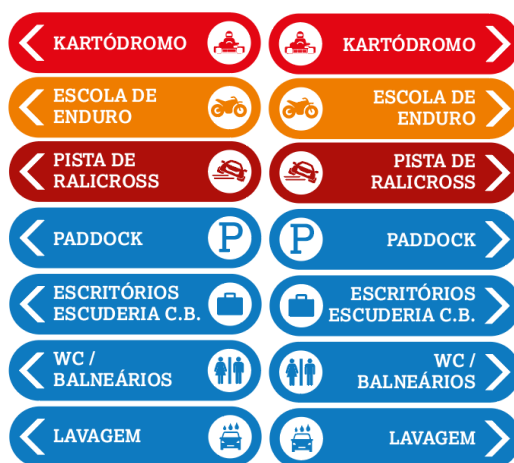 KARTÓDROMO
KARTÓDROMO
ESCOLA DE
ENDURO
ESCOLA DE
ENDURO
PISTA DE
RALICROSS
PISTA DE
RALICROSS
PADDOCK
P
P
PADDOCK
ESCRITÓRIOS
ESCUDERIA C.B.
ESCRITÓRIOS
ESCUDERIA C.B.
WC /
BALNEÁRIOS
WC /
BALNEÁRIOS
LAVAGEM
LAVAGEM